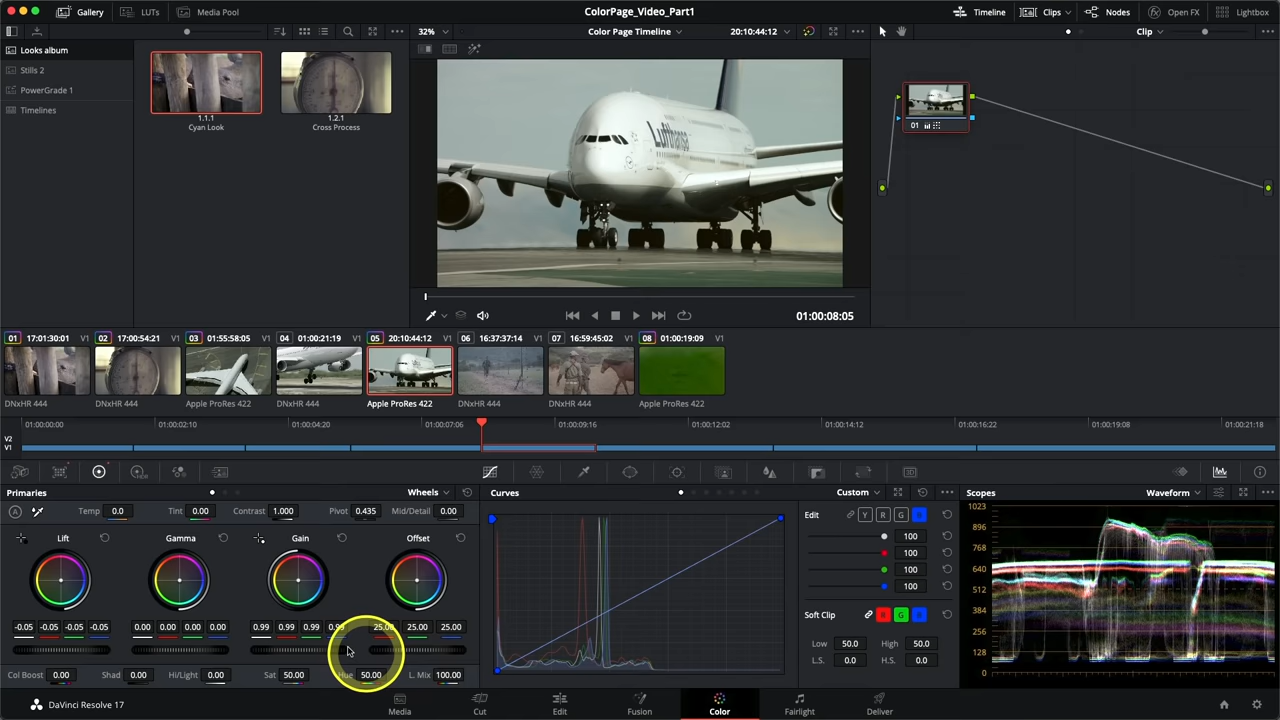 Gallery LUTs Media Pool ColorPage_Video_Part1 Timeline Clips Nodes Open FX Lightbox
32% Color Page Timeline 20:10:44:12 Clip
Looks album
Stills 2
PowerGrade 1
Timelines
1.1.1 1.2.1
Cyan Look Cross Process
Lufthansa
01
01:00:08:05
01 17:01:30:01 V1 02 17:00:54:21 V1 03 01:55:58:05 V1 04 01:00:21:19 V1 05 20:10:44:12 V1 06 16:37:37:14 V1 07 16:59:45:02 V1 08 01:00:19:09 V1
DNxHR 444 DNxHR 444 Apple ProRes 422 DNxHR 444 Apple ProRes 422 DNxHR 444 DNxHR 444 Apple ProRes 422
01:00:00:00 01:00:02:10 01:00:04:20 01:00:07:06 01:00:09:16 01:00:12:02 01:00:14:12 01:00:16:22 01:00:19:08 01:00:21:18
V2
V1
Primaries Wheels Curves Custom Scopes Waveform
A Temp 0.0 Tint 0.00 Contrast 1.000 Pivot 0.435 Mid/Detail 0.00
Lift Gamma Gain Offset
-0.05 -0.05 -0.05 -0.05 0.00 0.00 0.00 0.00 0.99 0.99 0.99 0.99 25.00 25.00 25.00
Col Boost 0.00 Shad 0.00 Hi/Light 0.00 Sat 50.00 Hue 50.00 L. Mix 100.00
Edit Y R G B
100
100
100
100
Soft Clip R G B
Low 50.0 High 50.0
L.S. 0.0 H.S. 0.0
1023
896
768
640
512
384
256
128
0
DaVinci Resolve 17 Media Cut Edit Fusion Color Fairlight Deliver